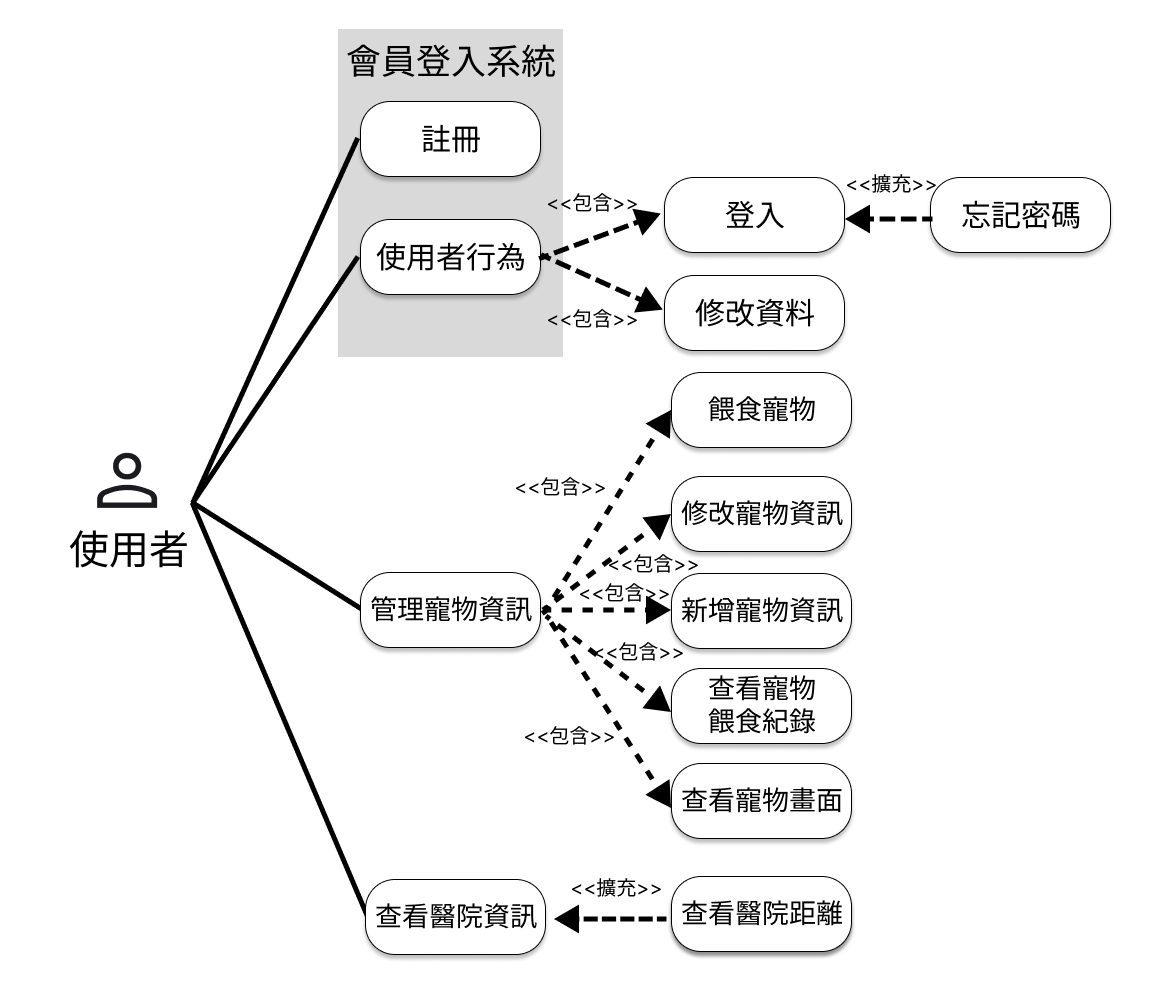 會員登入系統
註冊
<<包含>>
<<擴充>>
登入
忘記密碼
使用者行為
修改資料
<<包含>>
餵食寵物
<<包含>>
修改寵物資訊
使用者
<<包含>>
<<包含>>
管理寵物資訊
新增寵物資訊
<<包含>>
查看寵物
餵食紀錄
<<包含>>
查看寵物畫面
<<擴充>>
查看醫院資訊
查看醫院距離